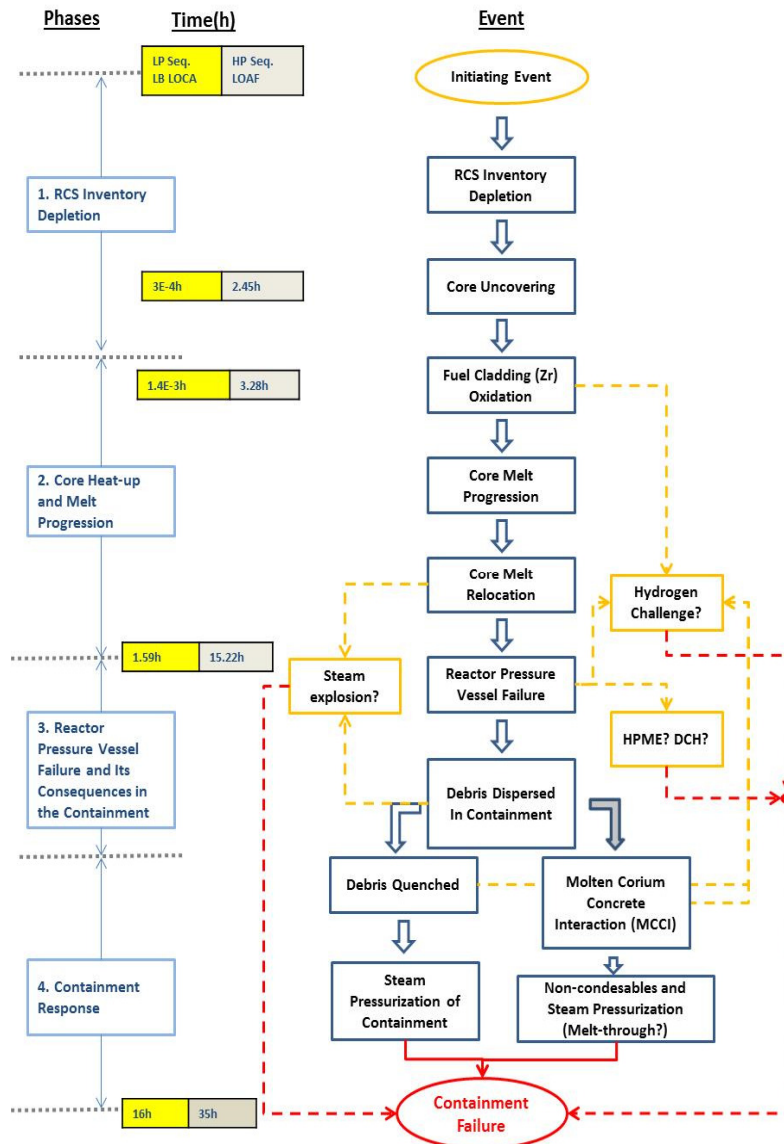 Phases
Time(h)
Event
LP Seq.
LB LOCA
HP Seq.
LOAF
Initiating Event
1. RCS Inventory
Depletion
RCS Inventory
Depletion
3E-4h
2.45h
Core Uncovering
1.4E-3h
3.28h
Fuel Cladding (Zr)
Oxidation
2. Core Heat-up
and Melt
Progression
Core Melt
Progression
Core Melt
Relocation
Hydrogen
Challenge?
1.59h
15.22h
Steam
explosion?
Reactor Pressure
Vessel Failure
3. Reactor
Pressure Vessel
Failure and Its
Consequences in
the Containment
HPME? DCH?
Debris Dispersed
In Containment
Debris Quenched
Molten Corium
Concrete
Interaction (MCCI)
4. Containment
Response
Steam
Pressurization of
Containment
Non-condesables and
Steam Pressurization
(Melt-through?)
16h
35h
Containment
Failure